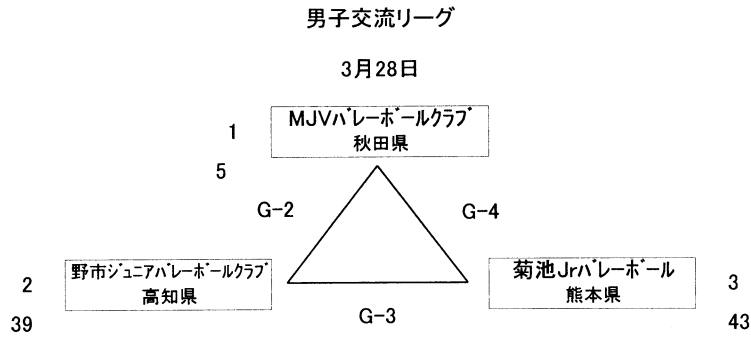 男子交流リーグ
3月28日
1
MJVバレーボールクラブ
秋田県
5
G-2
G-4
2
野市ジュニアバレーボールクラブ
高知県
39
G-3
菊池Jrバレーボール
熊本県
3
43